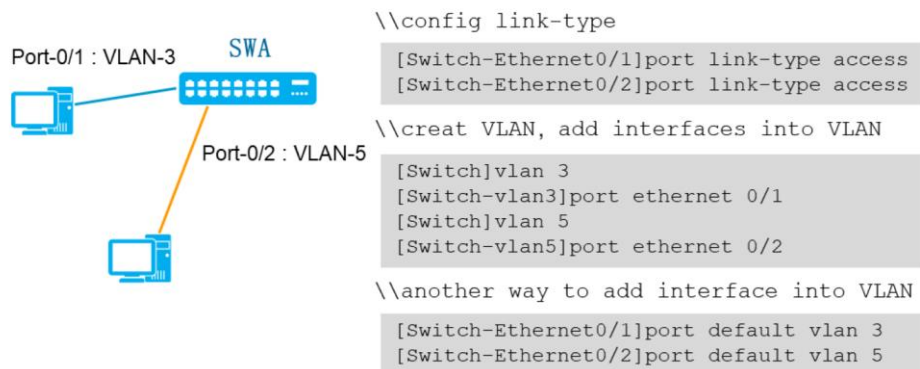 Port-0/1 : VLAN-3
SWA
Port-0/2 : VLAN-5
\\config link-type
[Switch-Ethernet0/1]port link-type access
[Switch-Ethernet0/2]port link-type access
\\creat VLAN, add interfaces into VLAN
[Switch]vlan 3
[Switch-vlan3]port ethernet 0/1
[Switch]vlan 5
[Switch-vlan5]port ethernet 0/2
\\another way to add interface into VLAN
[Switch-Ethernet0/1]port default vlan 3
[Switch-Ethernet0/2]port default vlan 5